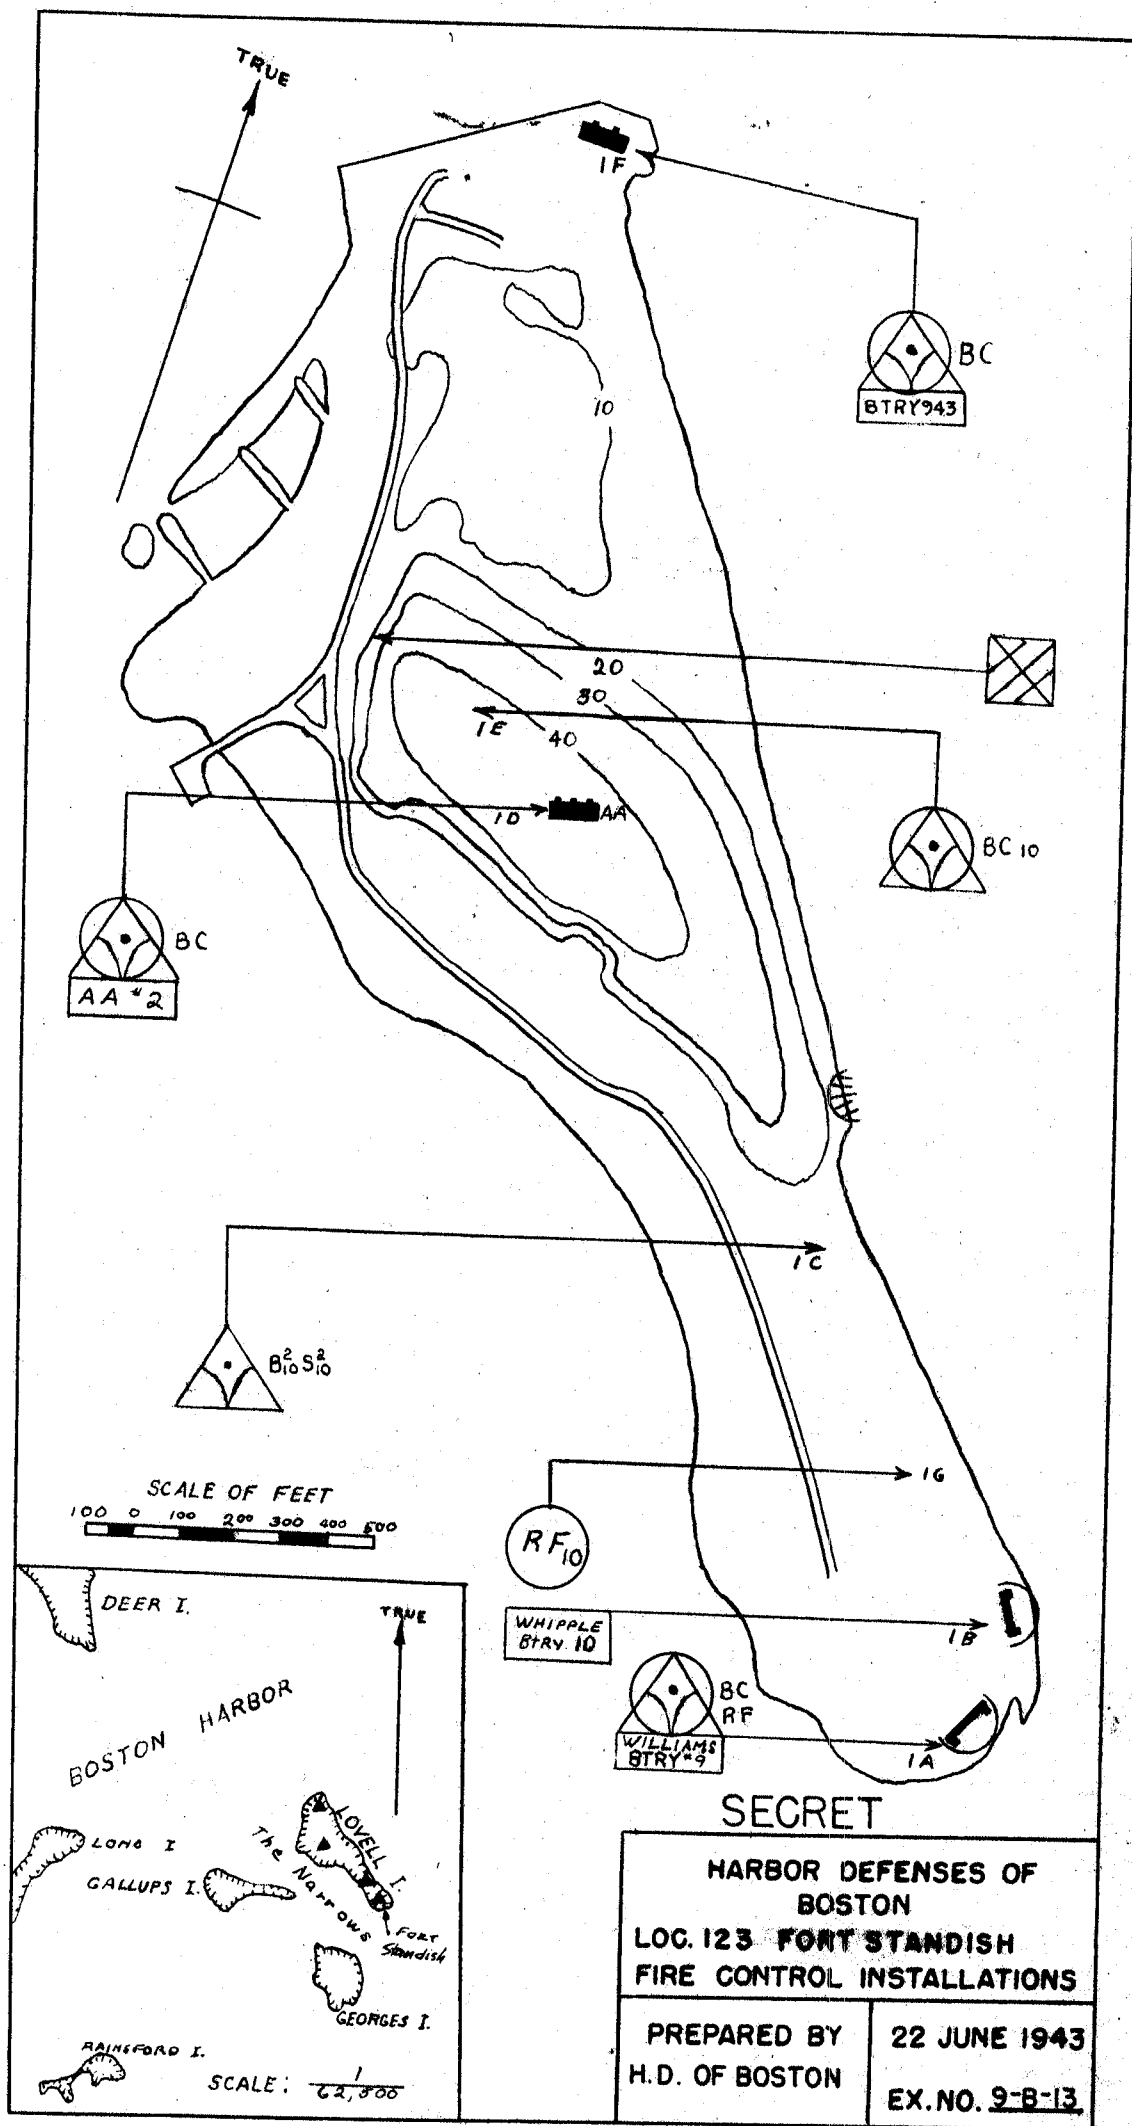 TRUE
1F
BC
BTRY 943
10
20
30
1E
40
1D
AA
BC 10
BC
AA #2
1C
B²₁₀ S²₁₀
SCALE OF FEET
100 0 100 200 300 400 500
1G
RF₁₀
WHIPPLE
BTRY. 10
1B
BC
RF
WILLIAMS
BTRY #9
1A
DEER I.
TRUE
BOSTON HARBOR
LONG I
GALLUPS I.
LOVELL I.
The Narrows
FORT
Standish
GEORGES I.
RAINSFORD I.
SCALE: 1/62,500
SECRET
HARBOR DEFENSES OF
BOSTON
LOC. 123 FORT STANDISH
FIRE CONTROL INSTALLATIONS
PREPARED BY
H.D. OF BOSTON
22 JUNE 1943
EX. NO. 9-B-13